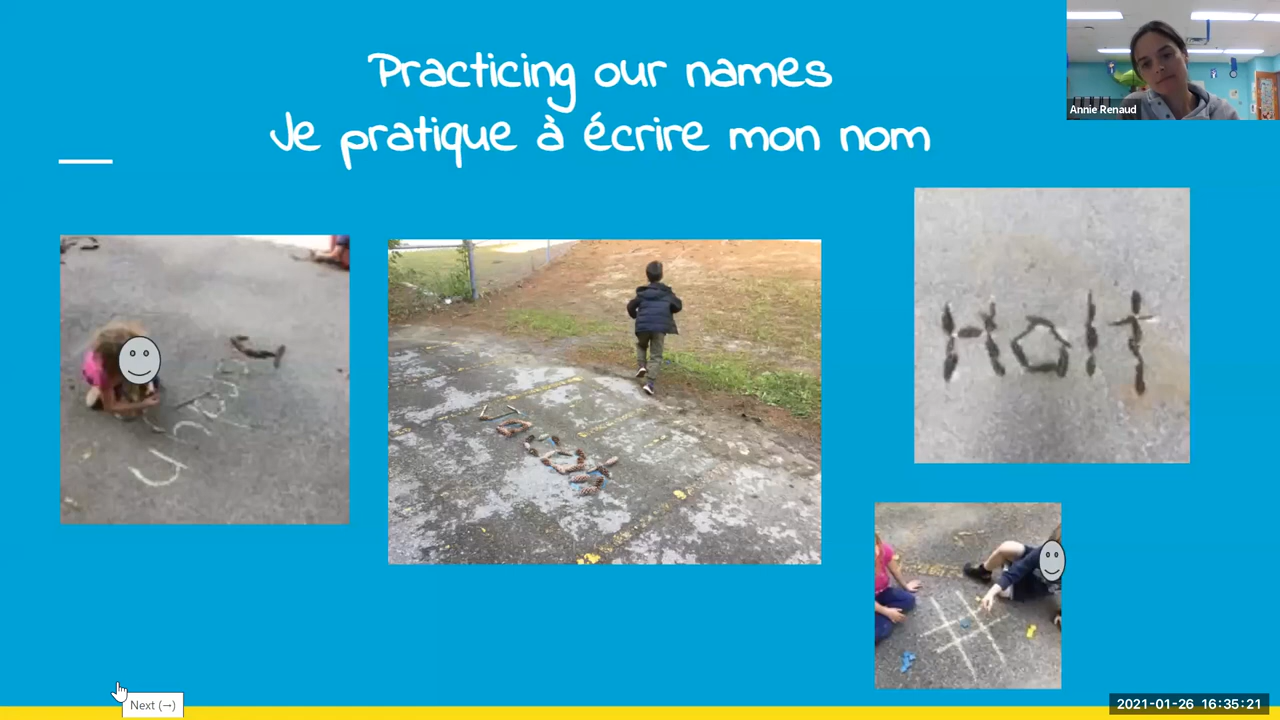 Practicing our names
Je pratique à écrire mon nom
Annie Renaud
Holt
Next (→)
2021-01-26 16:35:21